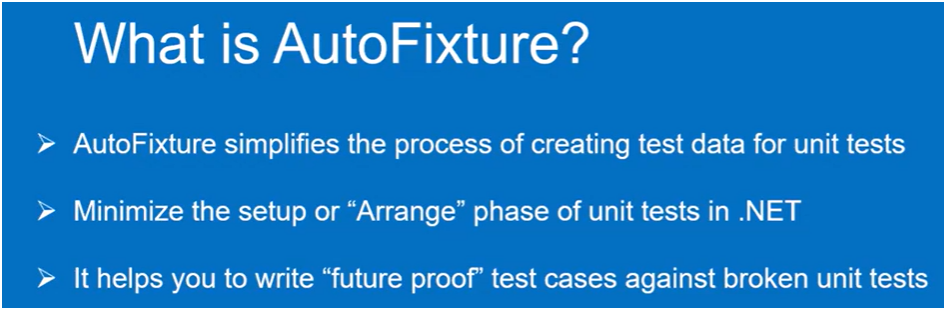 What is AutoFixture?
➢ AutoFixture simplifies the process of creating test data for unit tests
➢ Minimize the setup or “Arrange” phase of unit tests in .NET
➢ It helps you to write “future proof” test cases against broken unit tests